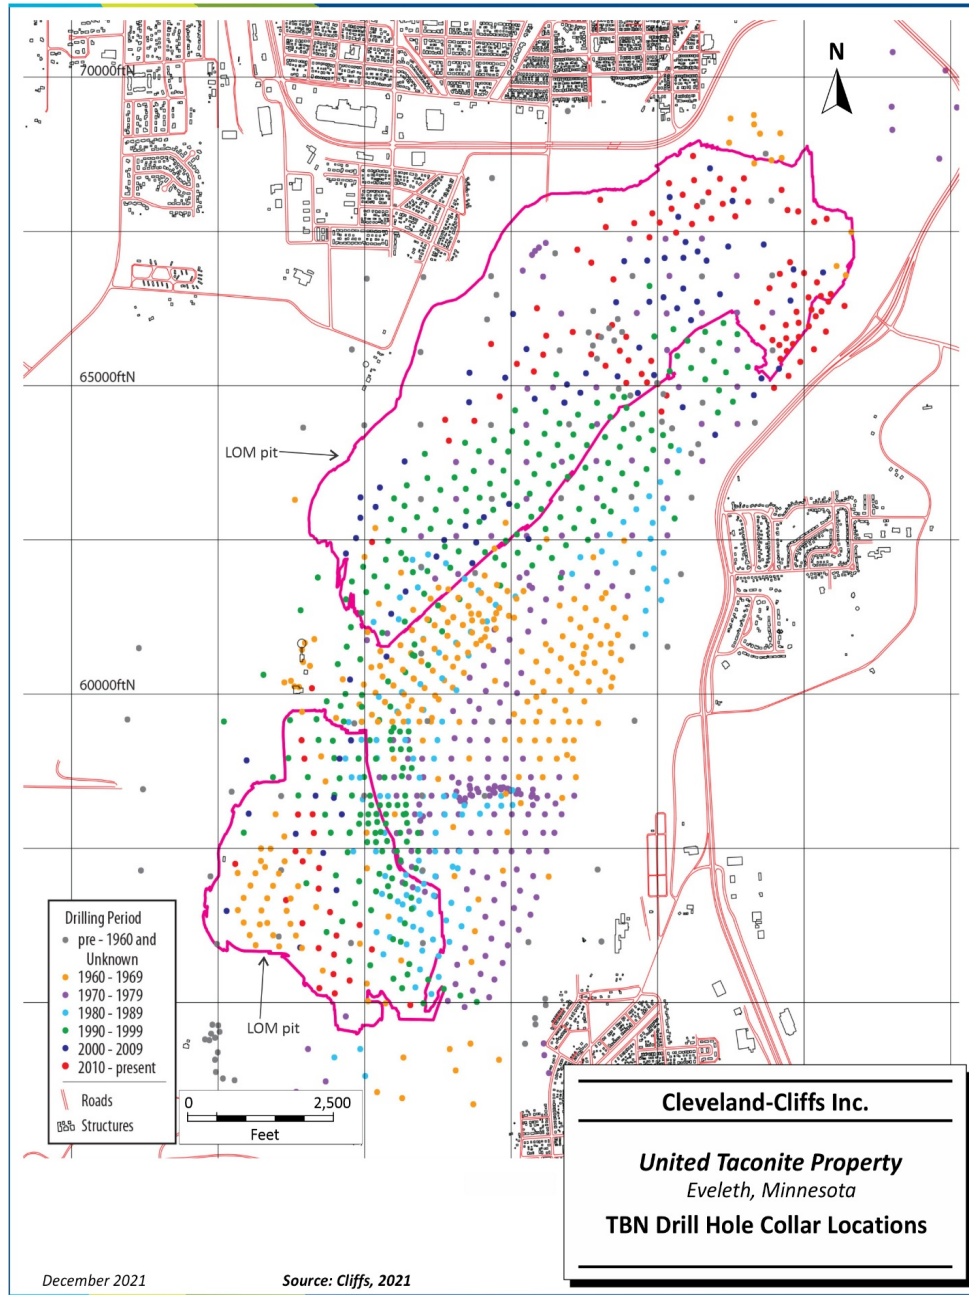 70000ftN
N
65000ftN
LOM pit
60000ftN
Drilling Period
pre - 1960 and
Unknown
1960 - 1969
1970 - 1979
1980 - 1989
1990 - 1999
2000 - 2009
2010 - present
Roads
Structures
LOM pit
0 2,500
Feet
Cleveland-Cliffs Inc.
United Taconite Property
Eveleth, Minnesota
TBN Drill Hole Collar Locations
December 2021
Source: Cliffs, 2021